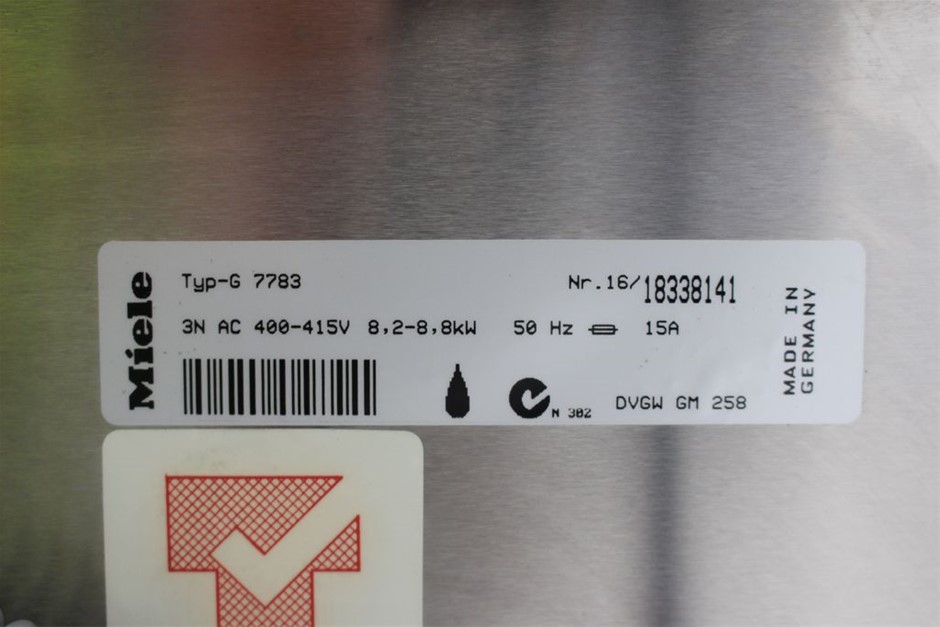 Miele
Typ-G 7783 Nr.16/18338141
3N AC 400-415V 8,2-8,8kW 50 Hz 15A
N 302
DVGW GM 258
MADE IN
GERMANY